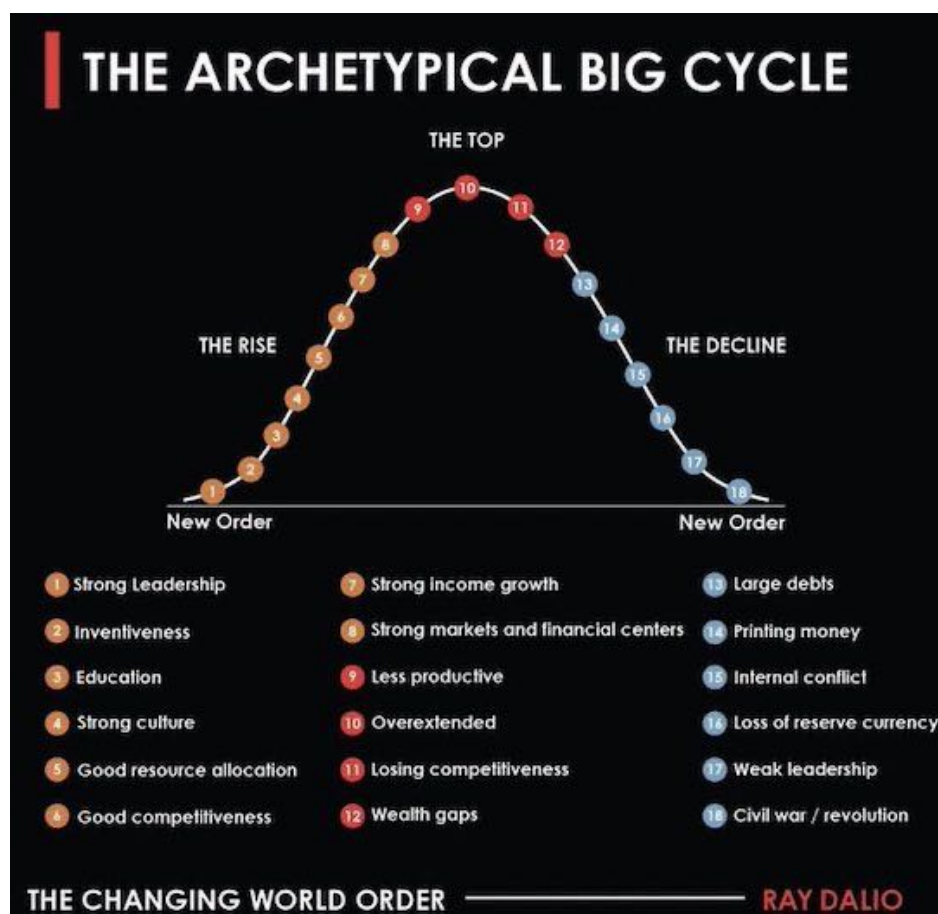 THE ARCHETYPICAL BIG CYCLE
THE TOP
9
10
11
8
12
7
13
6
14
THE RISE
5
THE DECLINE
15
4
16
3
17
2
1
18
New Order
New Order
1 Strong Leadership
2 Inventiveness
3 Education
4 Strong culture
5 Good resource allocation
6 Good competitiveness
7 Strong income growth
8 Strong markets and financial centers
9 Less productive
10 Overextended
11 Losing competitiveness
12 Wealth gaps
13 Large debts
14 Printing money
15 Internal conflict
16 Loss of reserve currency
17 Weak leadership
18 Civil war / revolution
THE CHANGING WORLD ORDER
RAY DALIO